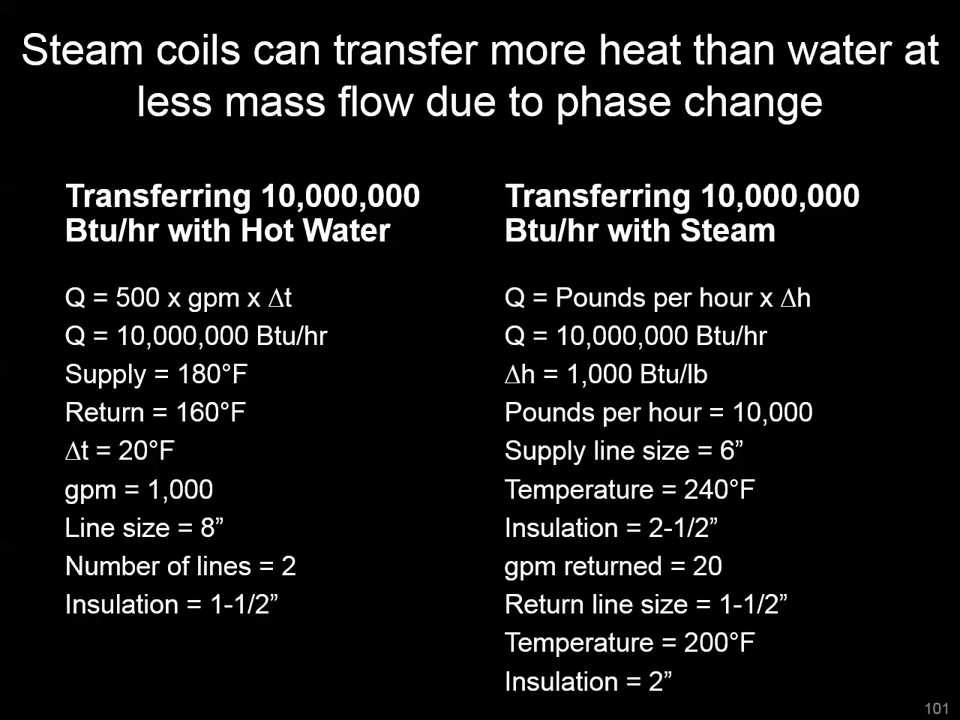 Steam coils can transfer more heat than water at
less mass flow due to phase change
Transferring 10,000,000
Btu/hr with Hot Water
Q = 500 x gpm x ∆t
Q = 10,000,000 Btu/hr
Supply = 180°F
Return = 160°F
∆t = 20°F
gpm = 1,000
Line size = 8”
Number of lines = 2
Insulation = 1-1/2”
Transferring 10,000,000
Btu/hr with Steam
Q = Pounds per hour x ∆h
Q = 10,000,000 Btu/hr
∆h = 1,000 Btu/lb
Pounds per hour = 10,000
Supply line size = 6”
Temperature = 240°F
Insulation = 2-1/2”
gpm returned = 20
Return line size = 1-1/2”
Temperature = 200°F
Insulation = 2”
101